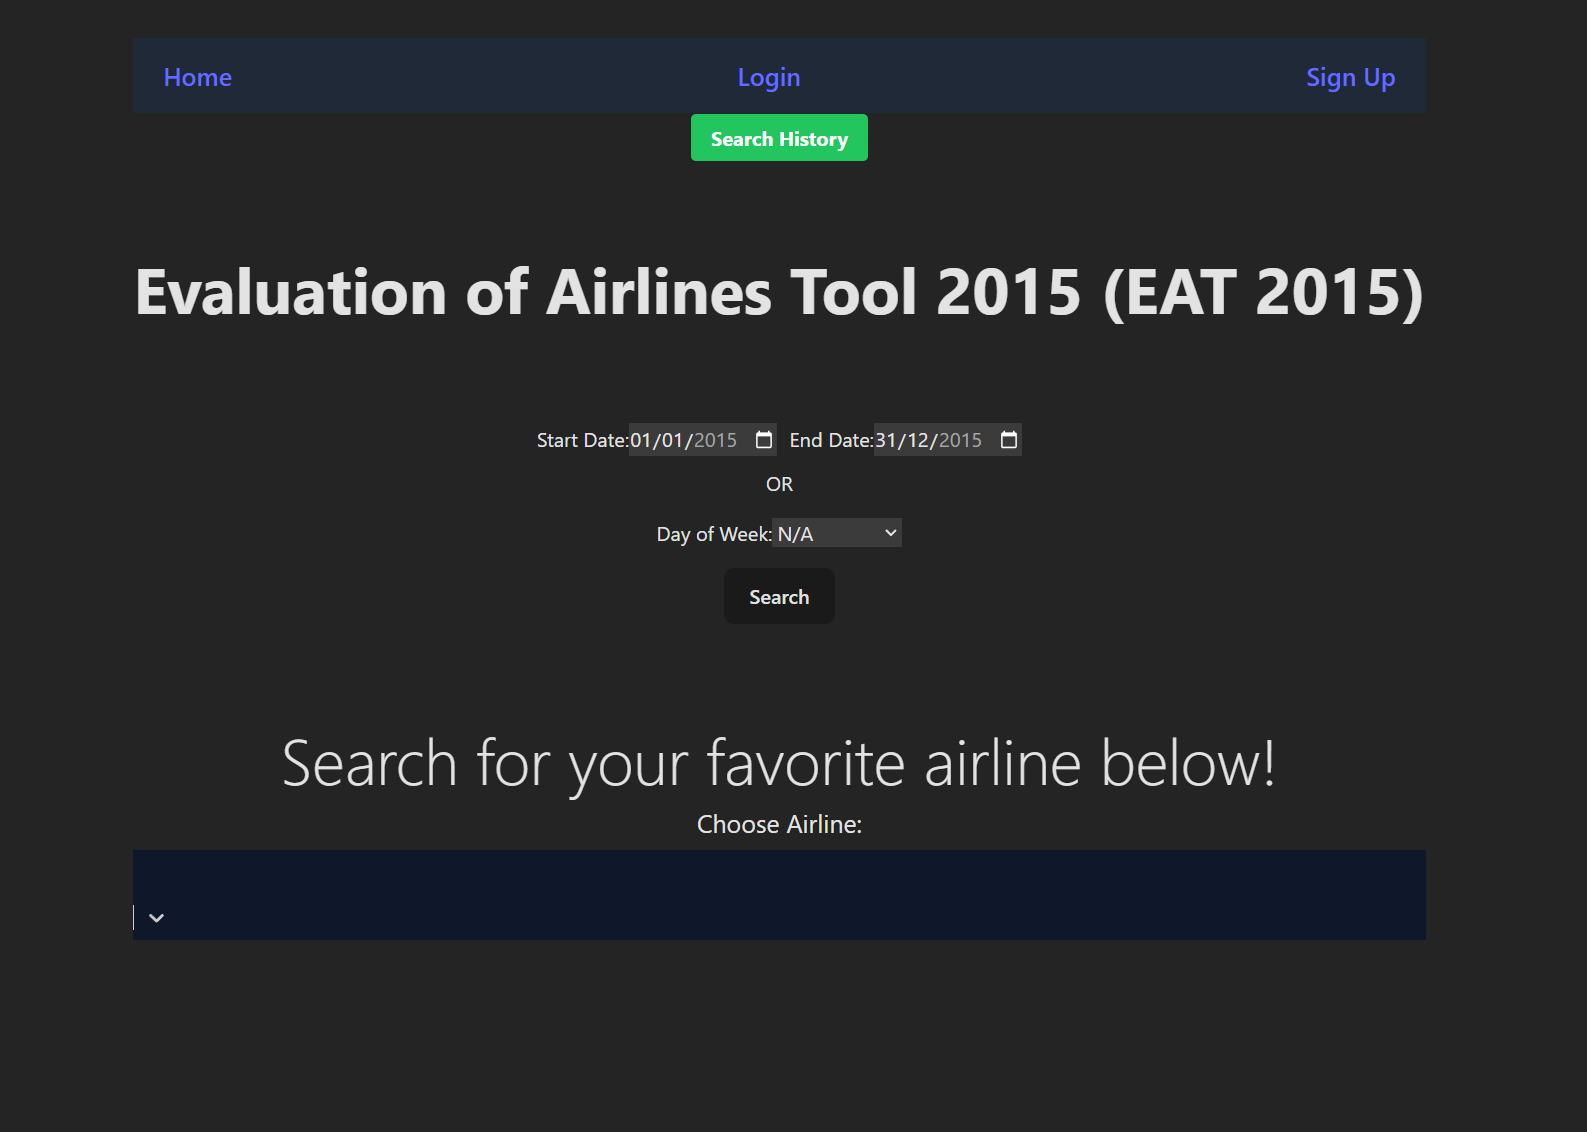 Home Login Sign Up
Search History
Evaluation of Airlines Tool 2015 (EAT 2015)
Start Date:01/01/2015 End Date:31/12/2015
OR
Day of Week: N/A
Search
Search for your favorite airline below!
Choose Airline: